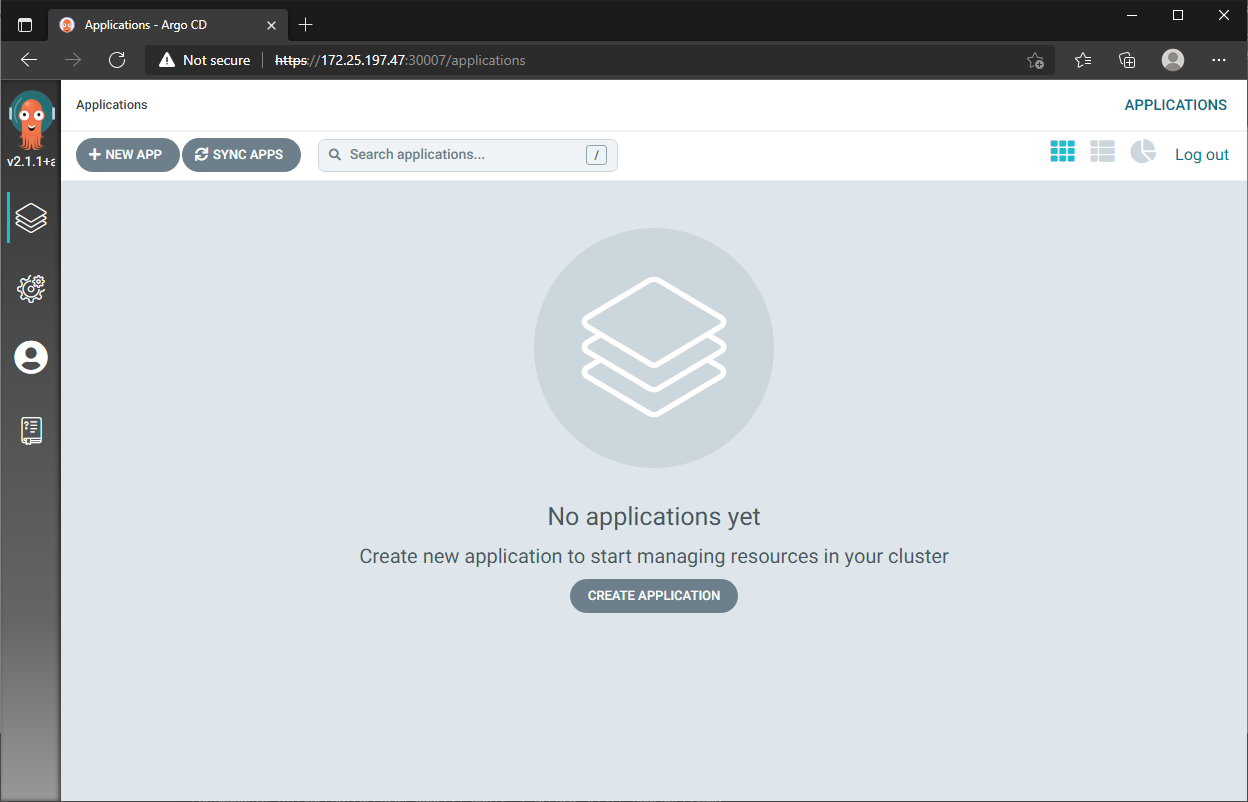 Applications - Argo CD
Not secure https://172.25.197.47:30007/applications
v2.1.1+a
Applications
APPLICATIONS
NEW APP
SYNC APPS
Search applications...
/
Log out
No applications yet
Create new application to start managing resources in your cluster
CREATE APPLICATION